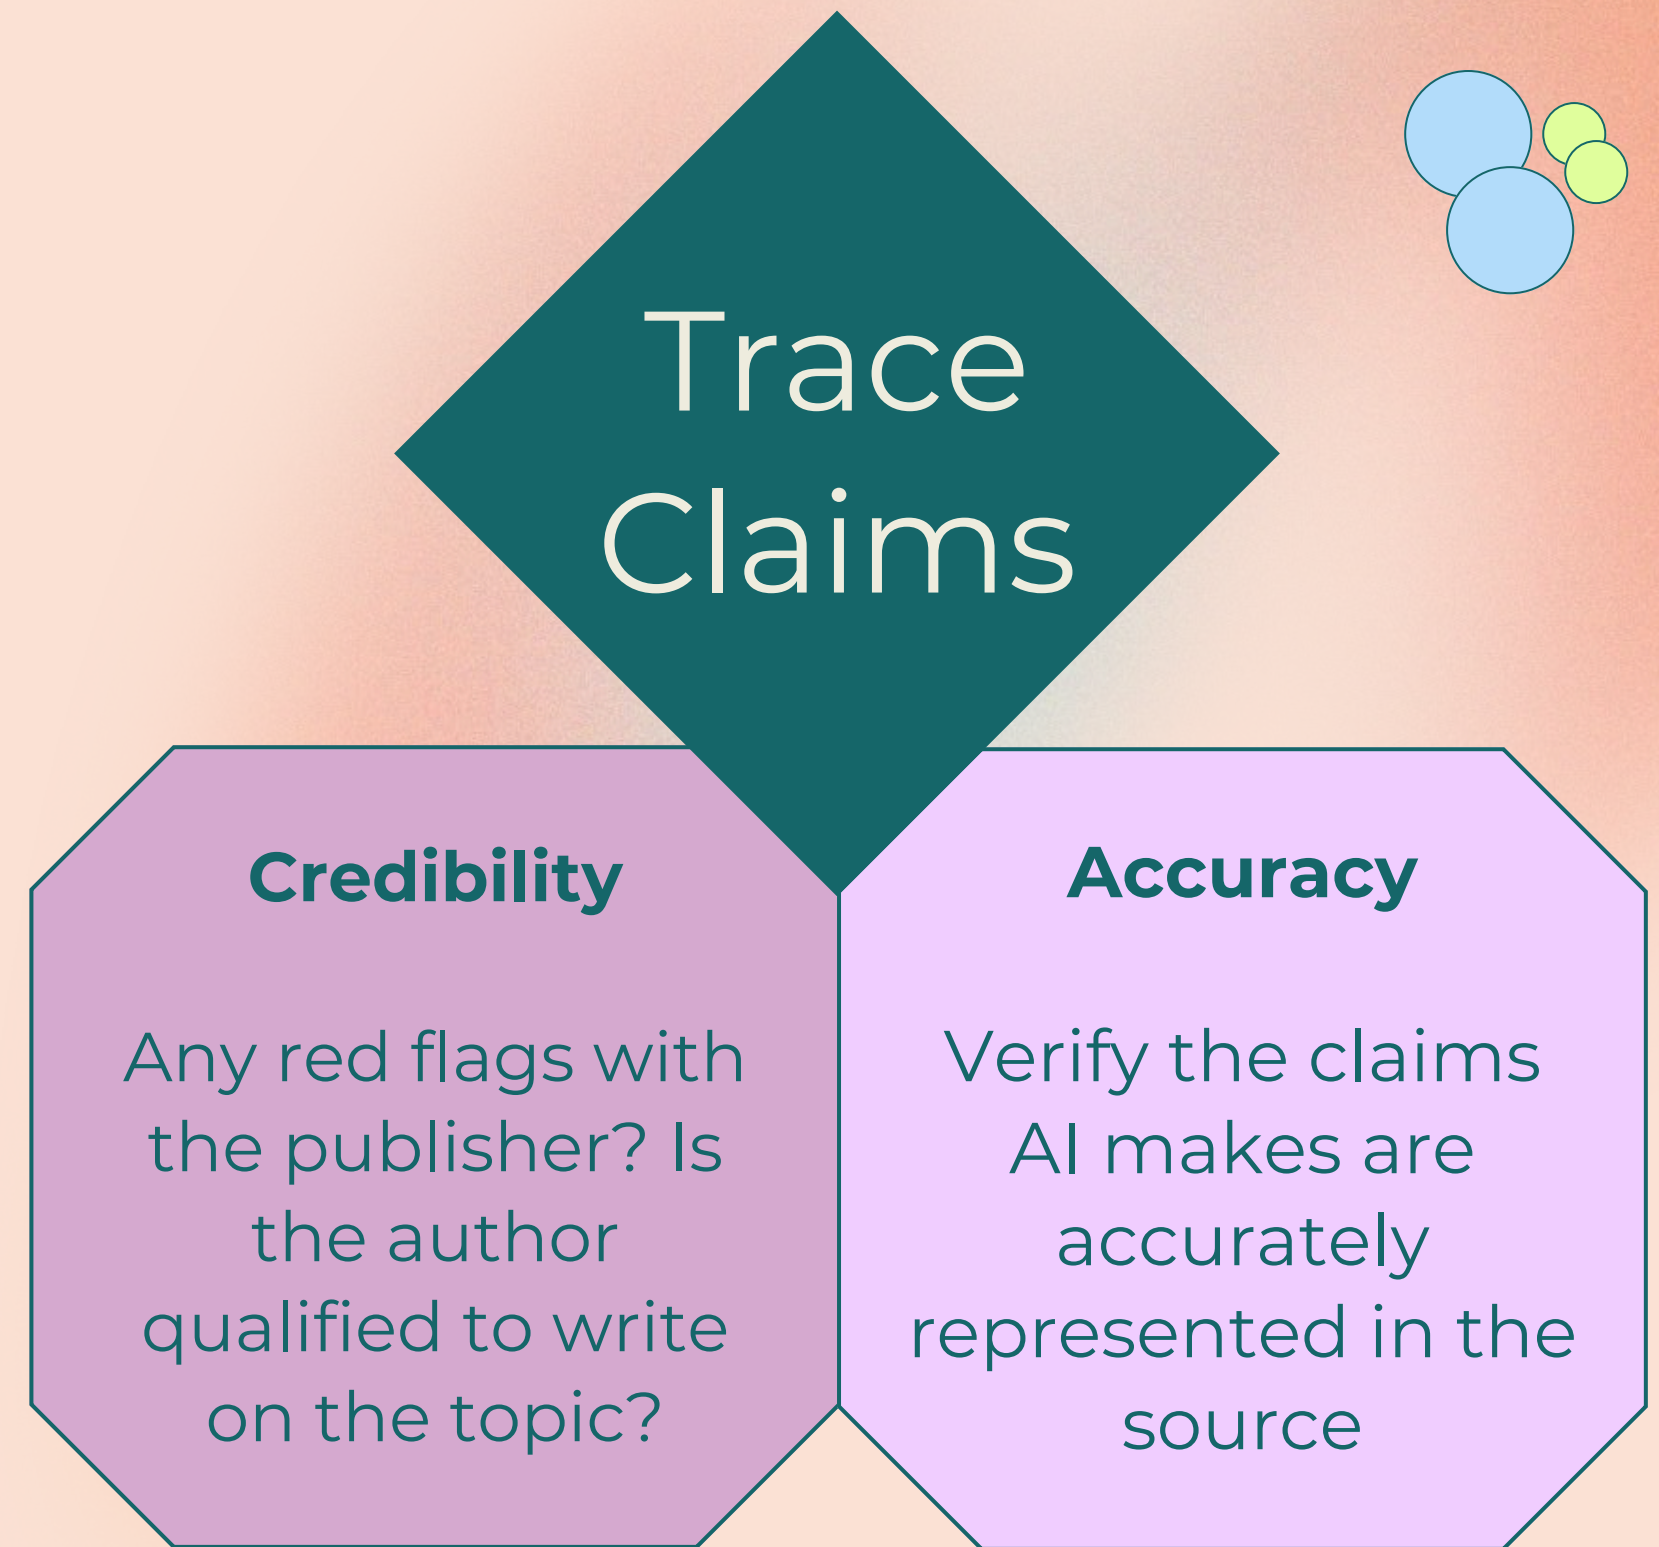 Trace
Claims
Credibility
Any red flags with
the publisher? Is
the author
qualified to write
on the topic?
Accuracy
Verify the claims
AI makes are
accurately
represented in the
source